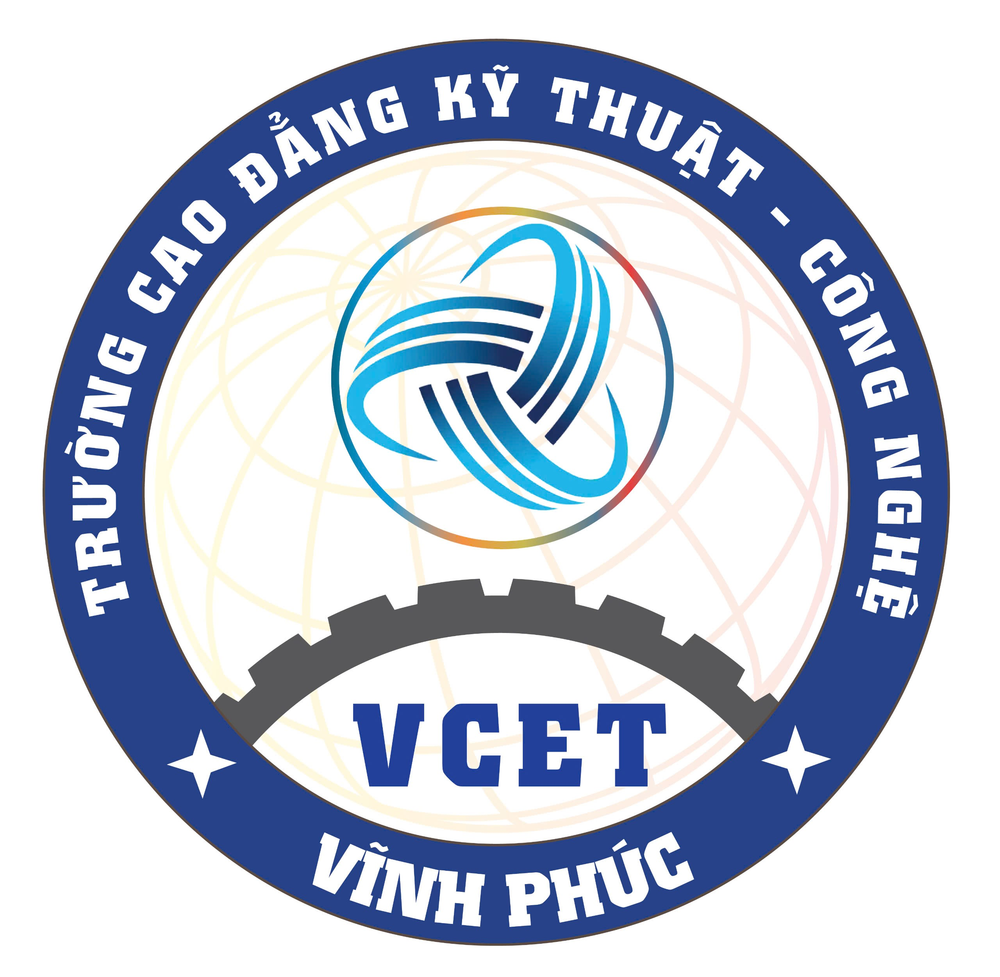 TRƯỜNG CAO ĐẲNG KỸ THUẬT - CÔNG NGHỆ
VCET
VĨNH PHÚC